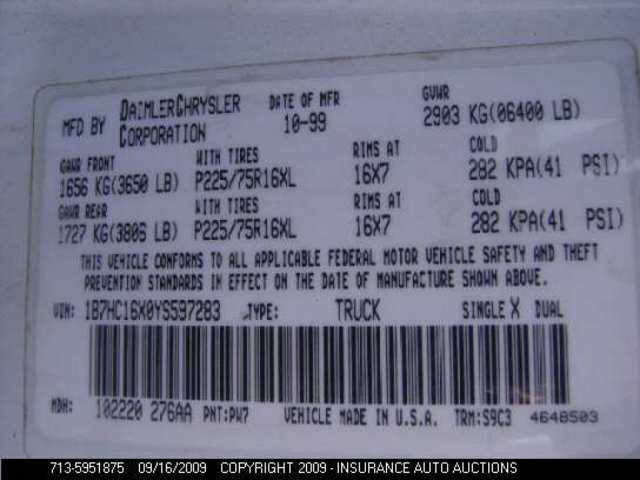 MFD BY DAIMLERCHRYSLER CORPORATION DATE OF MFR 10-99 GVWR 2903 KG(06400 LB)
GAWR FRONT WITH TIRES RIMS AT COLD
1656 KG(3650 LB) P225/75R16XL 16X7 282 KPA(41 PSI)
GAWR REAR WITH TIRES RIMS AT COLD
1727 KG(3806 LB) P225/75R16XL 16X7 282 KPA(41 PSI)
THIS VEHICLE CONFORMS TO ALL APPLICABLE FEDERAL MOTOR VEHICLE SAFETY AND THEFT
PREVENTION STANDARDS IN EFFECT ON THE DATE OF MANUFACTURE SHOWN ABOVE.
VIN: 1B7HC16X0YS597283 TYPE: TRUCK SINGLE X DUAL
MDH: 102220 276AA PNT:PW7 VEHICLE MADE IN U.S.A. TRM:S9C3 4648503
713-5951875 09/16/2009 COPYRIGHT 2009 - INSURANCE AUTO AUCTIONS